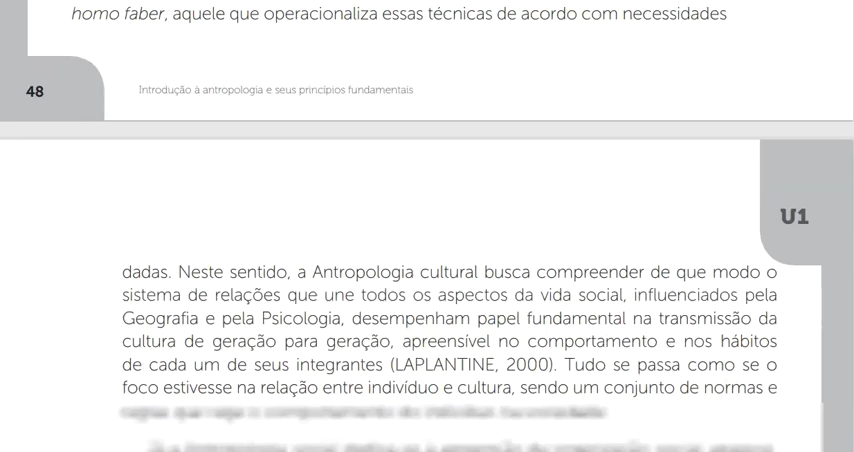 homo faber, aquele que operacionaliza essas técnicas de acordo com necessidades
48
Introdução à antropologia e seus princípios fundamentais
U1
dadas. Neste sentido, a Antropologia cultural busca compreender de que modo o
sistema de relações que une todos os aspectos da vida social, influenciados pela
Geografia e pela Psicologia, desempenham papel fundamental na transmissão da
cultura de geração para geração, apreensível no comportamento e nos hábitos
de cada um de seus integrantes (LAPLANTINE, 2000). Tudo se passa como se o
foco estivesse na relação entre indivíduo e cultura, sendo um conjunto de normas e